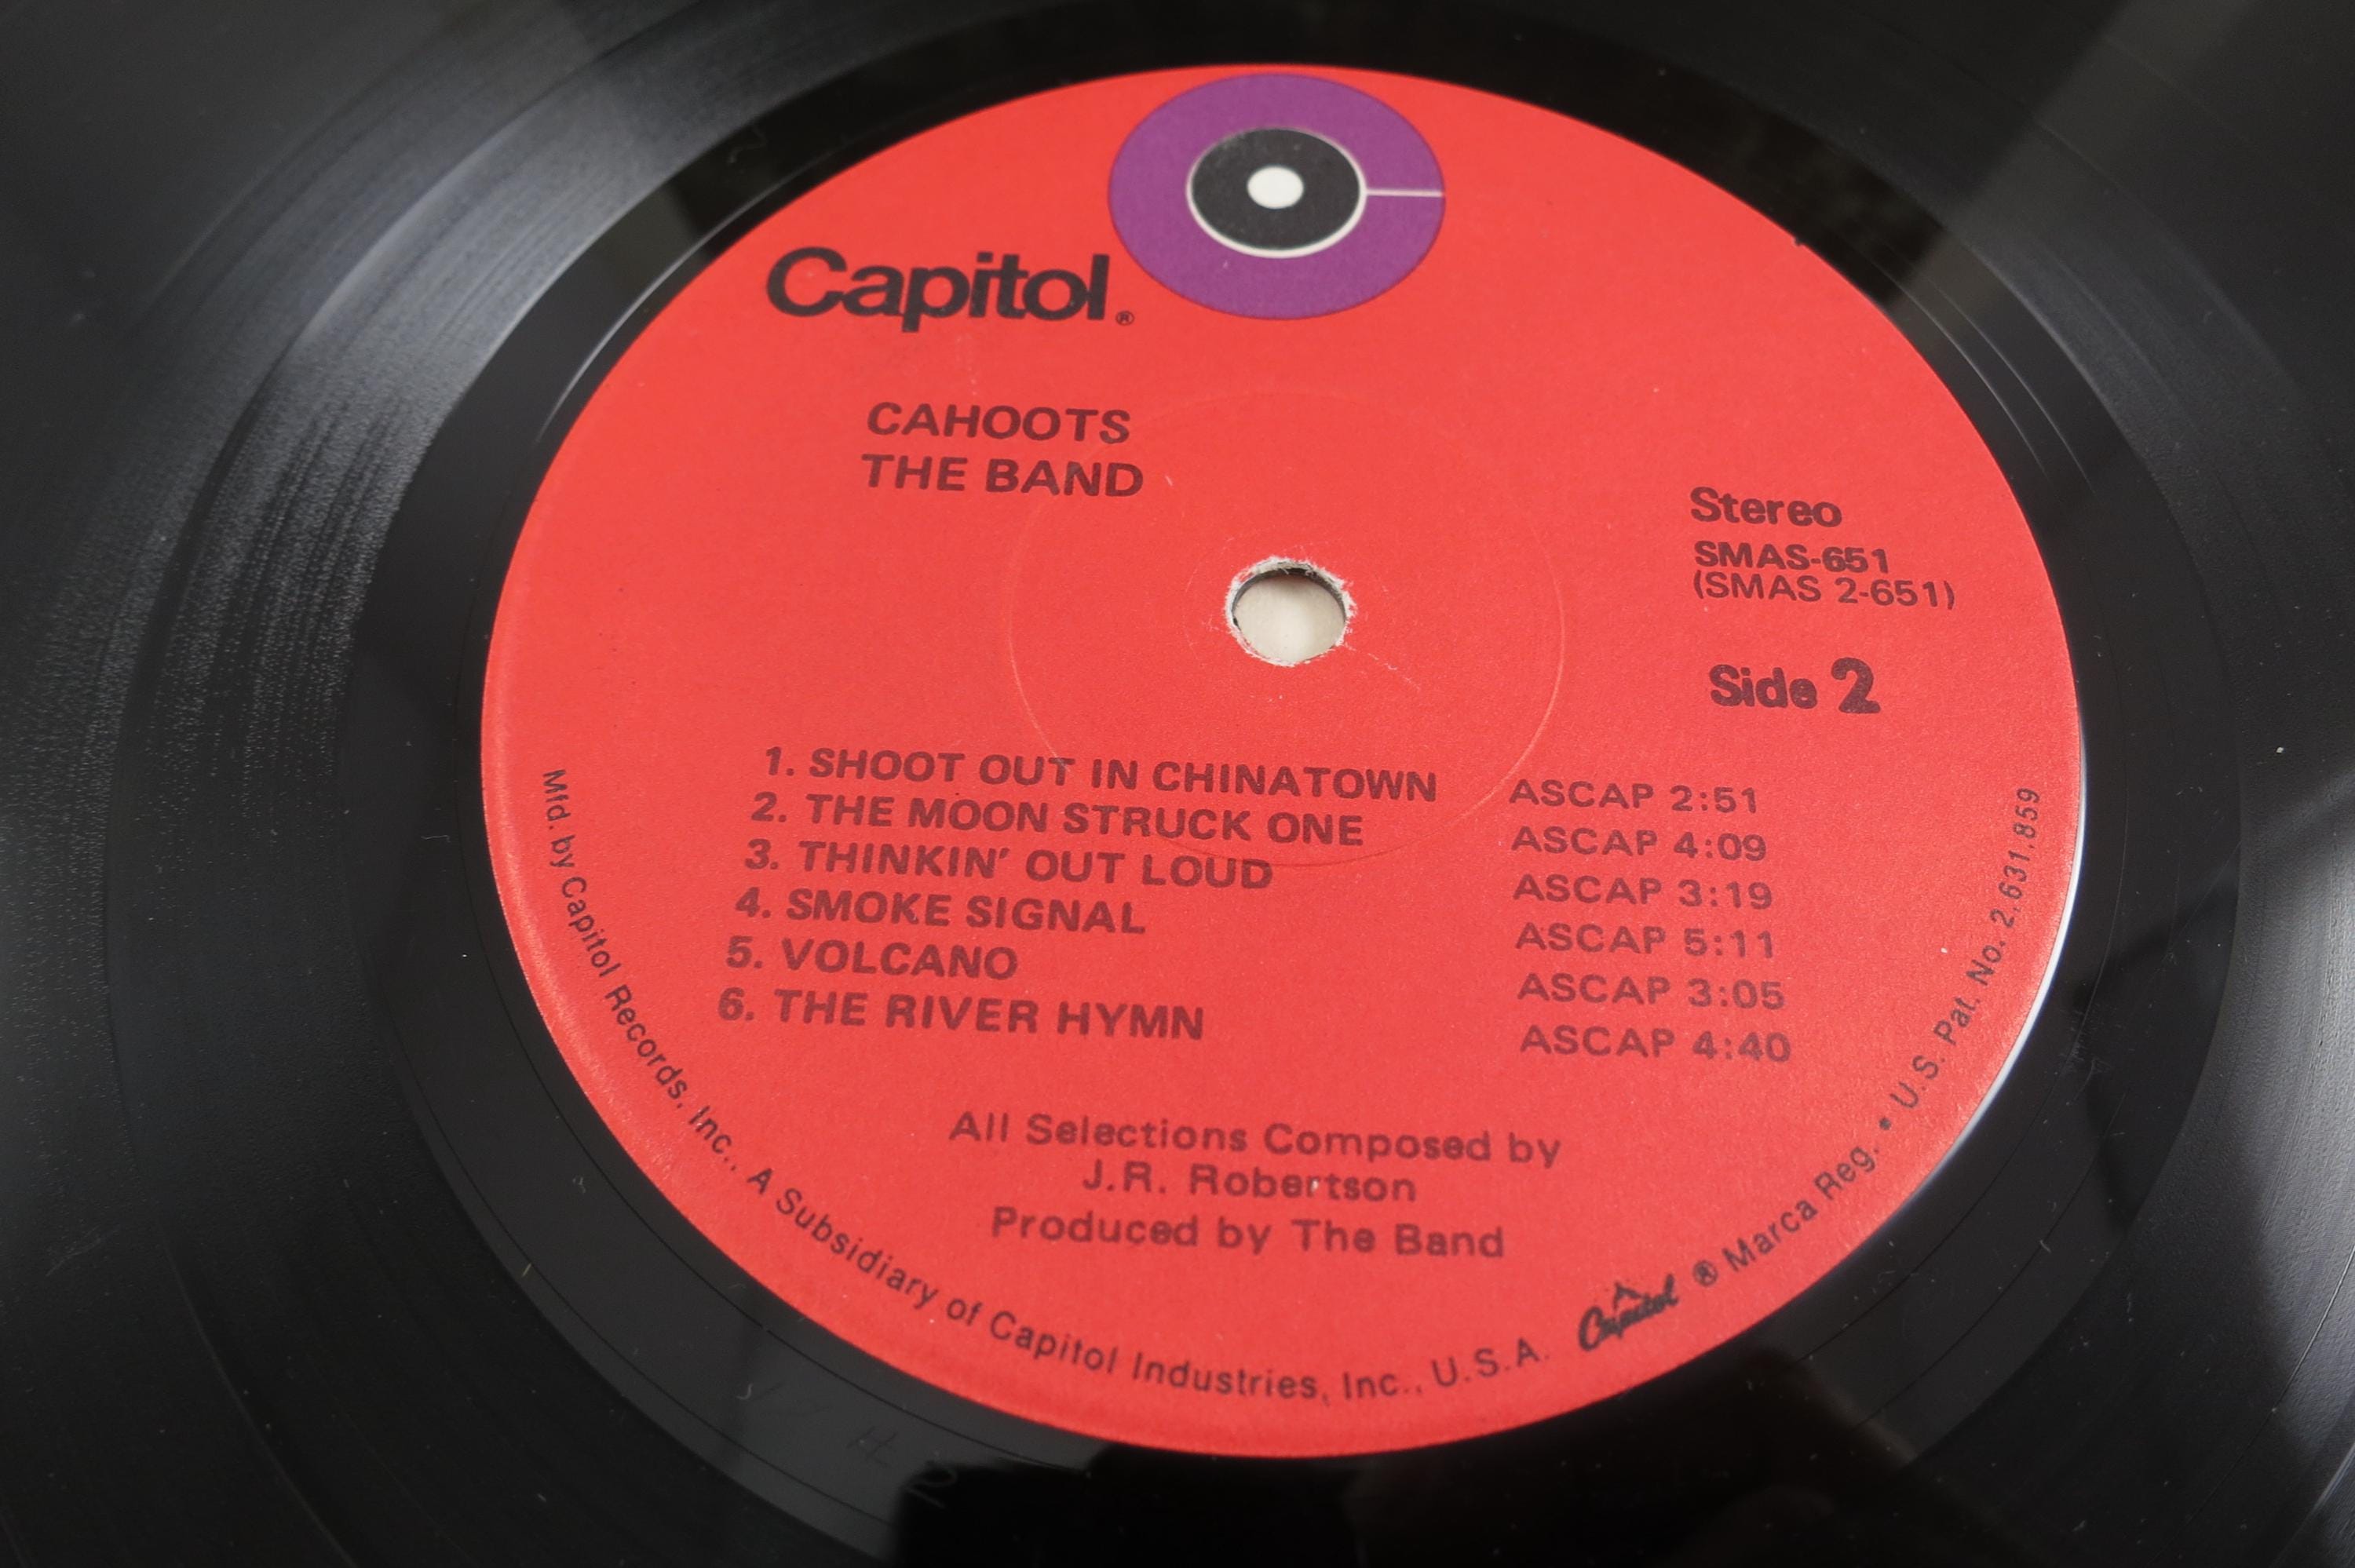 Capitol®
CAHOOTS
THE BAND
Stereo
SMAS-651
(SMAS 2-651)
Side 2
1. SHOOT OUT IN CHINATOWN ASCAP 2:51
2. THE MOON STRUCK ONE ASCAP 4:09
3. THINKIN' OUT LOUD ASCAP 3:19
4. SMOKE SIGNAL ASCAP 5:11
5. VOLCANO ASCAP 3:05
6. THE RIVER HYMN ASCAP 4:40
All Selections Composed by
J.R. Robertson
Produced by The Band
Mfd. by Capitol Records, Inc., A Subsidiary of Capitol Industries, Inc., U.S.A. Capitol ® Marca Reg. • U.S. Pat. No. 2.631.859